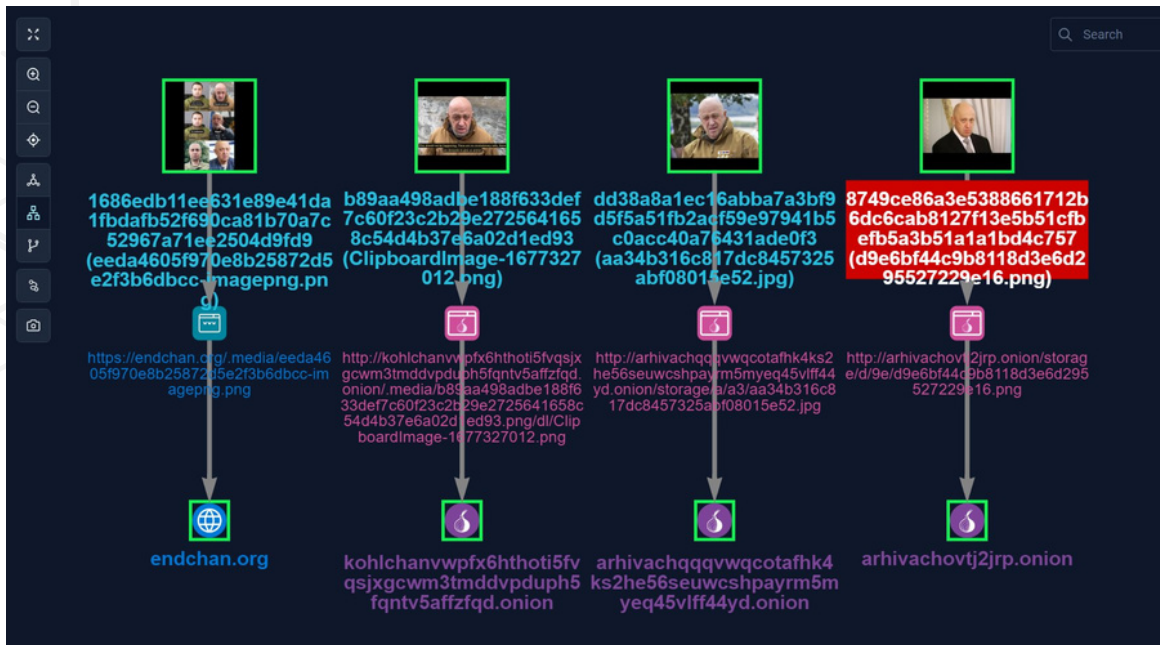 Search
1686edb11ee631e89e41da
1fbdafb52f690ca81b70a7c
52967a71ee2504d9fd9
(eeda4605f970e8b25872d5
e2f3b6dbcc-imagepng.pn
g)
b89aa498adbe188f633def
7c60f23c2b29e272564165
8c54d4b37e6a02d1ed93
(ClipboardImage-1677327
012.png)
dd38a8a1ec16abba7a3bf9
d5f5a51fb2acf59e97941b5
c0acc40a76431ade0f3
(aa34b316c817dc8457325
abf08015e52.jpg)
8749ce86a3e5388661712b
6dc6cab8127f13e5b51cfb
efb5a3b51a1a1bd4c757
(d9e6bf44c9b8118d3e6d2
95527229e16.png)
https://endchan.org/.media/eeda46
05f970e8b25872d5e2f3b6dbcc-im
agepng.png
http://kohlchanvwpfx6hthoti5fvqsjx
gcwm3tmddvpduph5fqntv5affzfqd.
onion/.media/b89aa498adbe188f6
33def7c60f23c2b29e2725641658c
54d4b37e6a02d1ed93.png/dl/Clip
boardImage-1677327012.png
http://arhivachqqqvwqcotafhk4ks2
he56seuwcshpayrm5myeq45vlff44
yd.onion/storage/a/a3/aa34b316c8
17dc8457325abf08015e52.jpg
http://arhivachovtj2jrp.onion/storag
e/d/9e/d9e6bf44c9b8118d3e6d295
527229e16.png
endchan.org
kohlchanvwpfx6hthoti5fv
qsjxgcwm3tmddvpduph5
fqntv5affzfqd.onion
arhivachqqqvwqcotafhk4
ks2he56seuwcshpayrm5m
yeq45vlff44yd.onion
arhivachovtj2jrp.onion